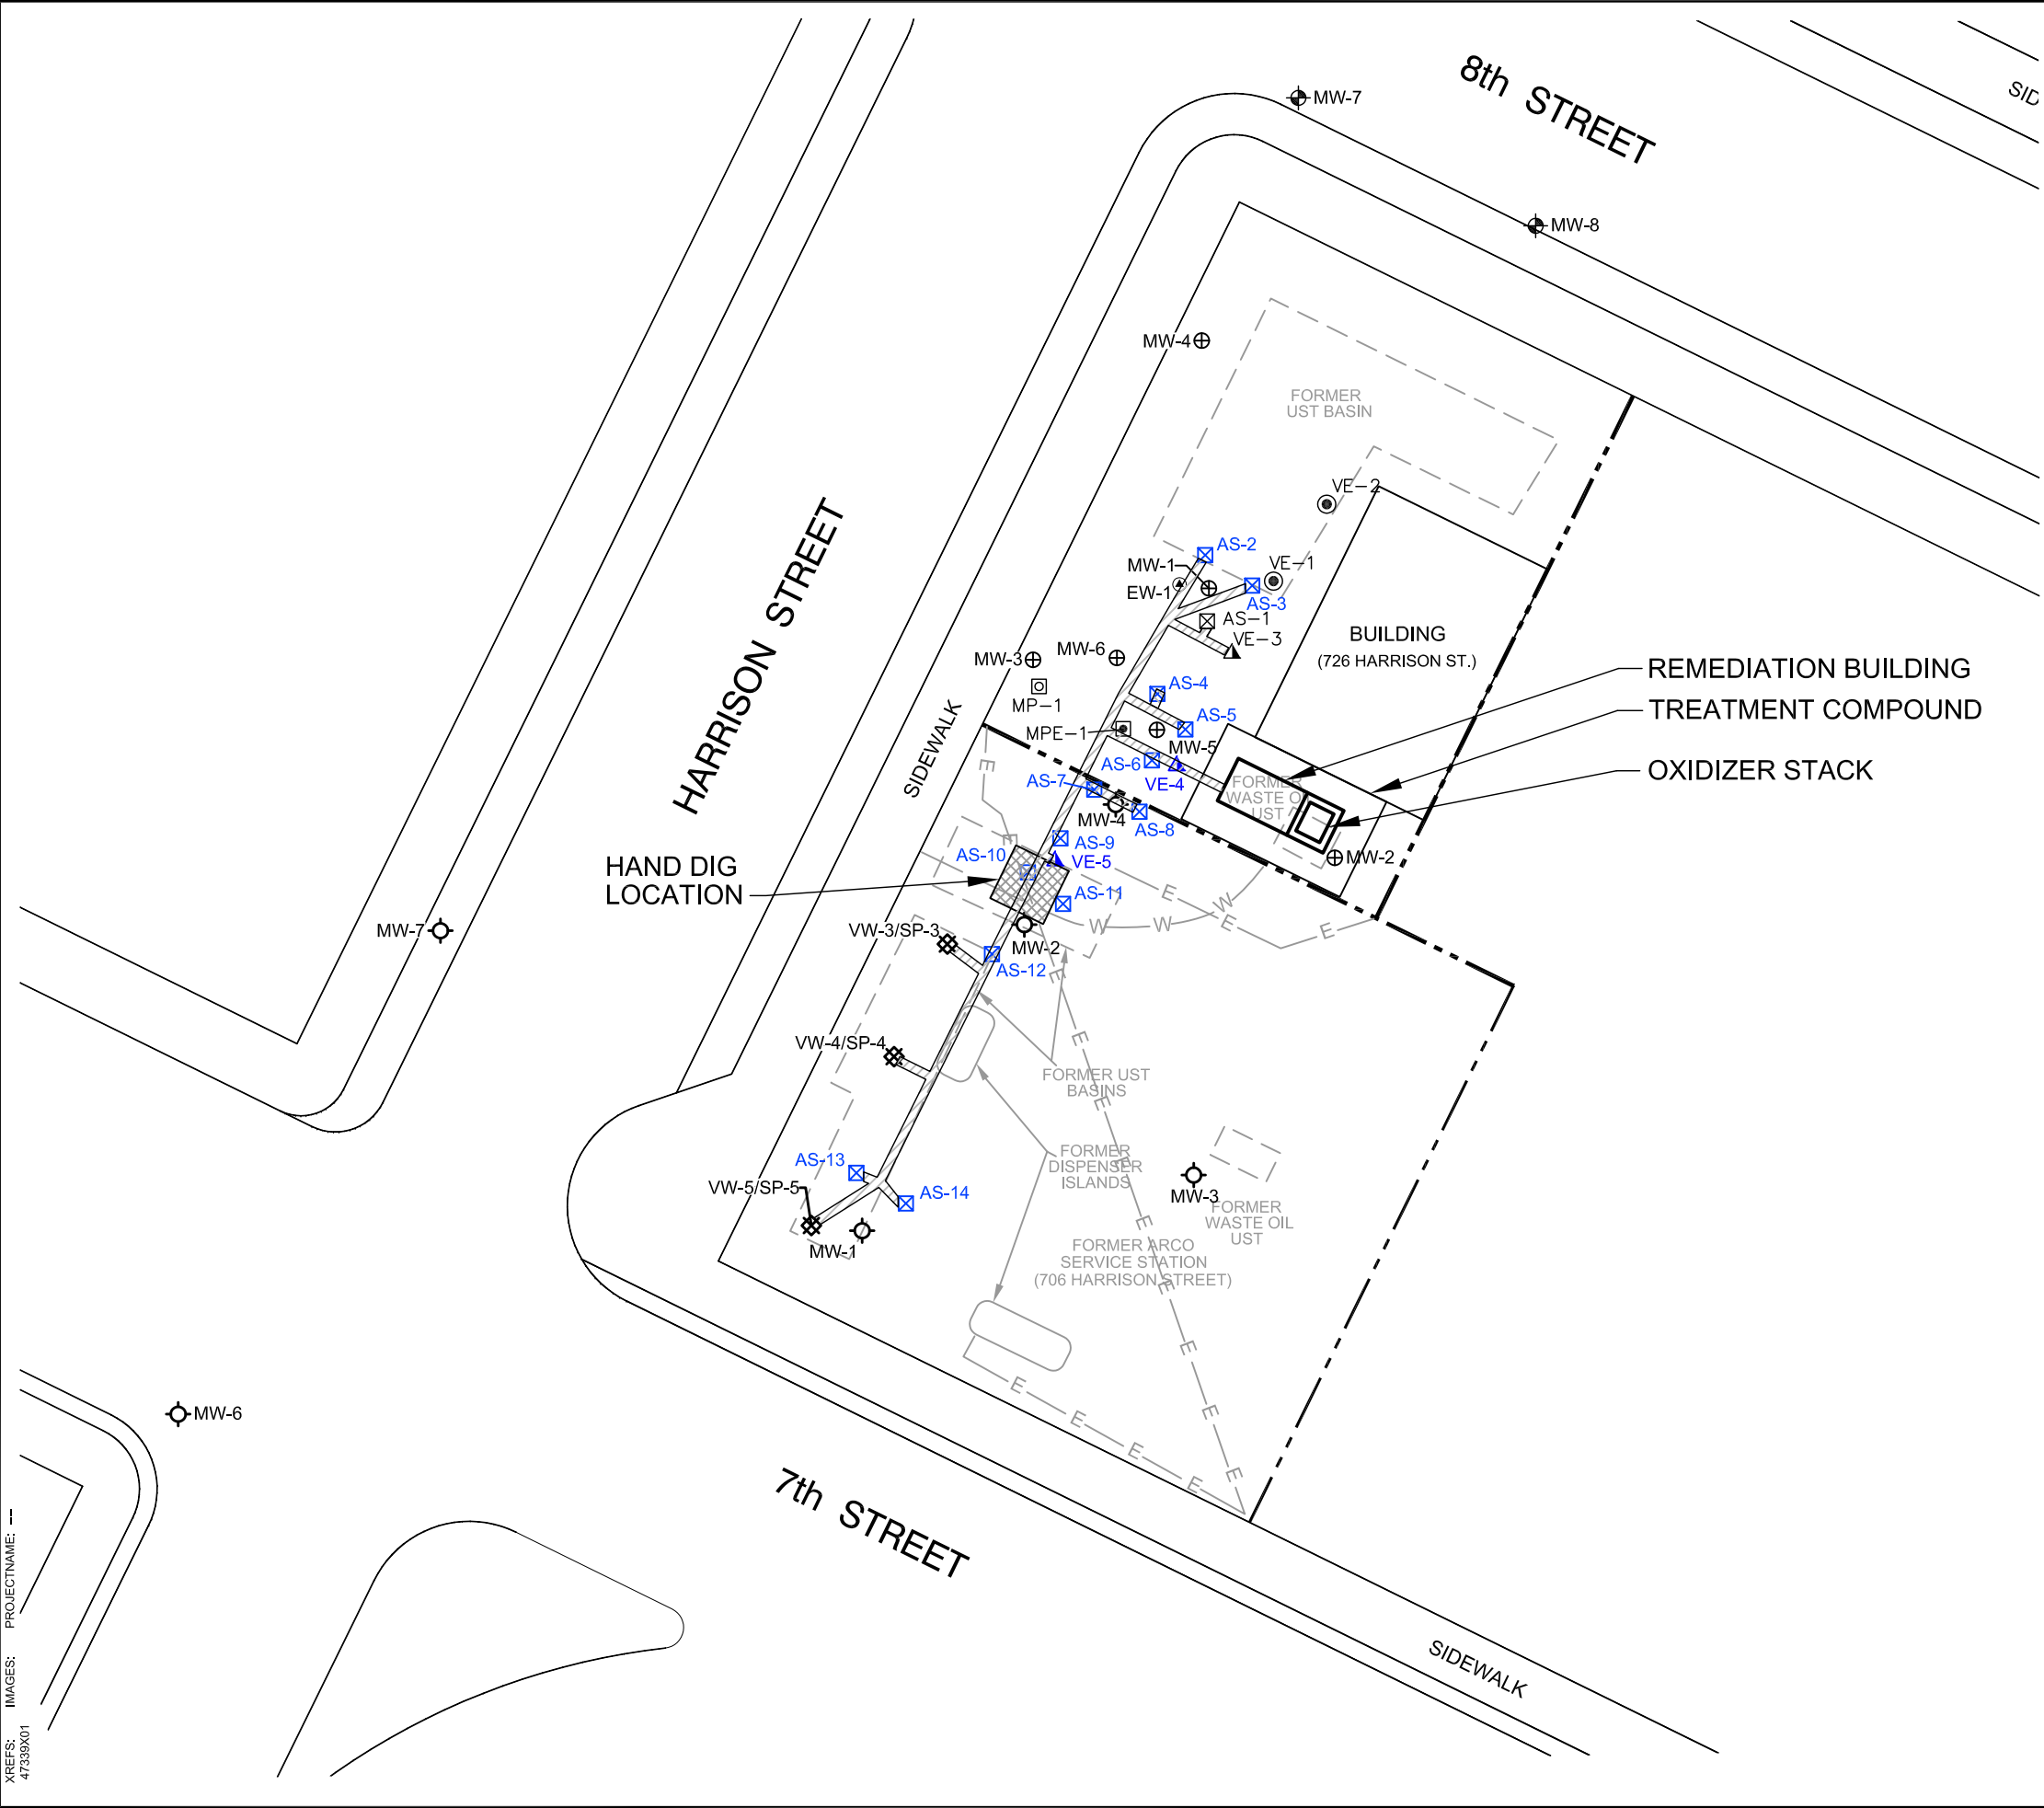 8th STREET
SID
MW-7
MW-8
MW-4
FORMER
UST BASIN
VE-2
AS-2
MW-1
VE-1
EW-1
AS-3
AS-1
VE-3
BUILDING
(726 HARRISON ST.)
MW-3
MW-6
MP-1
AS-4
AS-5
MPE-1
MW-5
AS-6
VE-4
REMEDIATION BUILDING
TREATMENT COMPOUND
OXIDIZER STACK
HARRISON STREET
SIDEWALK
E
AS-7
MW-4
AS-8
FORMER
WASTE O
UST
MW-2
HAND DIG
LOCATION
AS-10
E
AS-9
VE-5
AS-11
E
E
E
W
W
W
MW-7
VW-3/SP-3
MW-2
AS-12
E
VW-4/SP-4
E
FORMER UST
BASINS
E
AS-13
VW-5/SP-5
AS-14
MW-1
FORMER
DISPENSER
ISLANDS
E
MW-3
FORMER
WASTE OIL
UST
E
FORMER ARCO
SERVICE STATION
(706 HARRISON STREET)
E
E
E
E
E
E
E
E
MW-6
7th STREET
SIDEWALK
XREFS: IMAGES: PROJECTNAME: --
47339X01